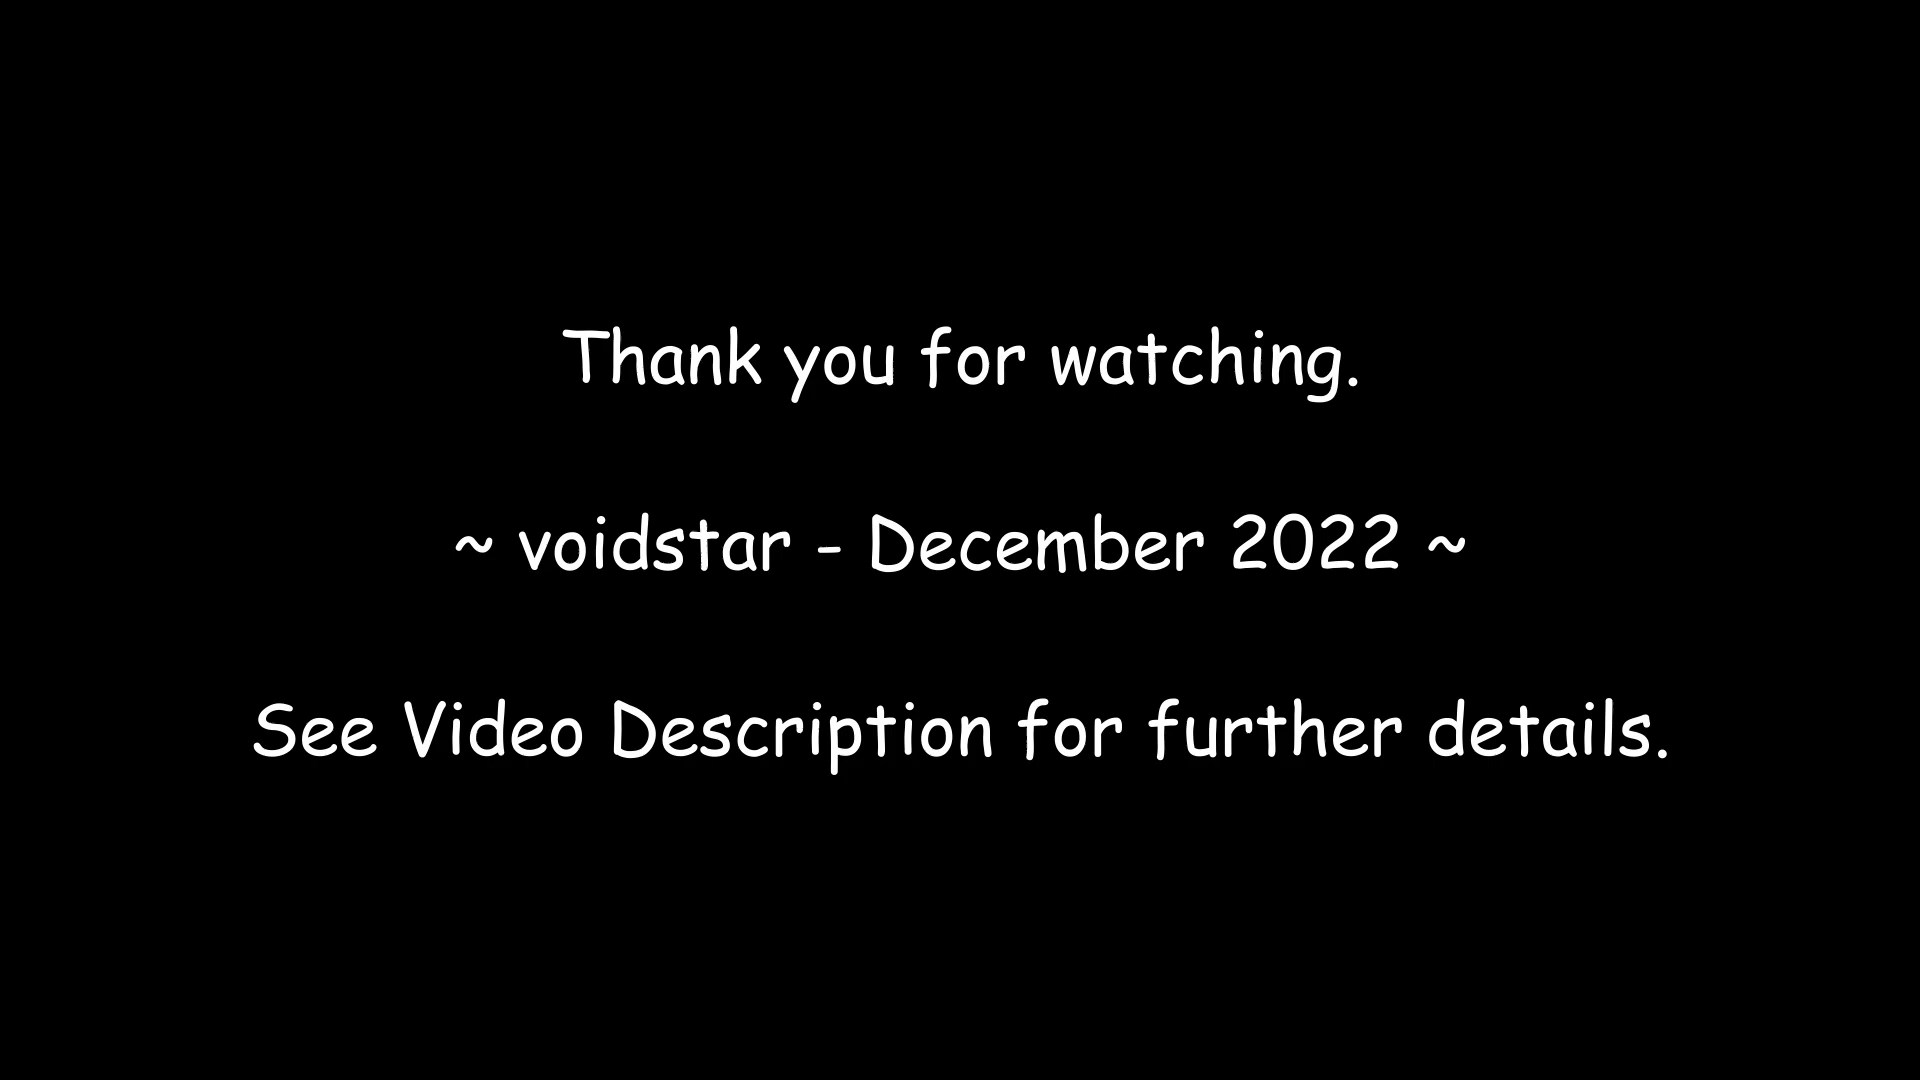 Thank you for watching.
~ voidstar - December 2022 ~
See Video Description for further details.